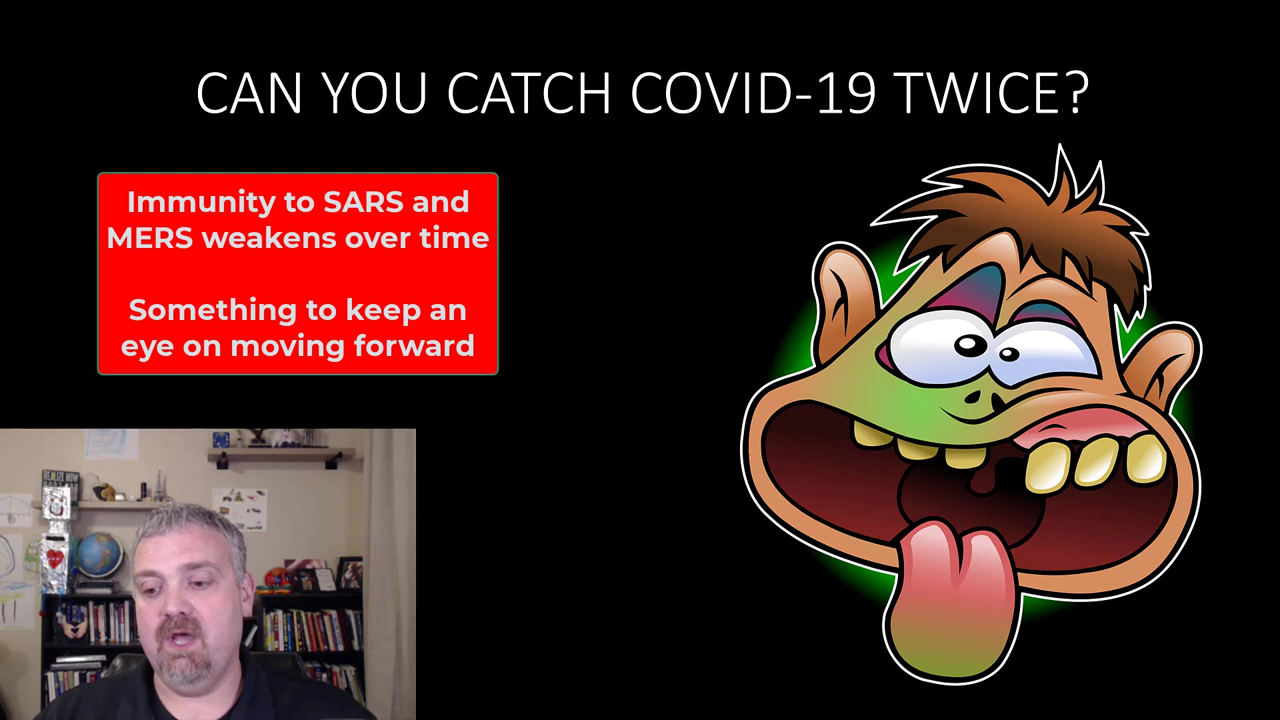 CAN YOU CATCH COVID-19 TWICE?
Immunity to SARS and
MERS weakens over time
Something to keep an
eye on moving forward